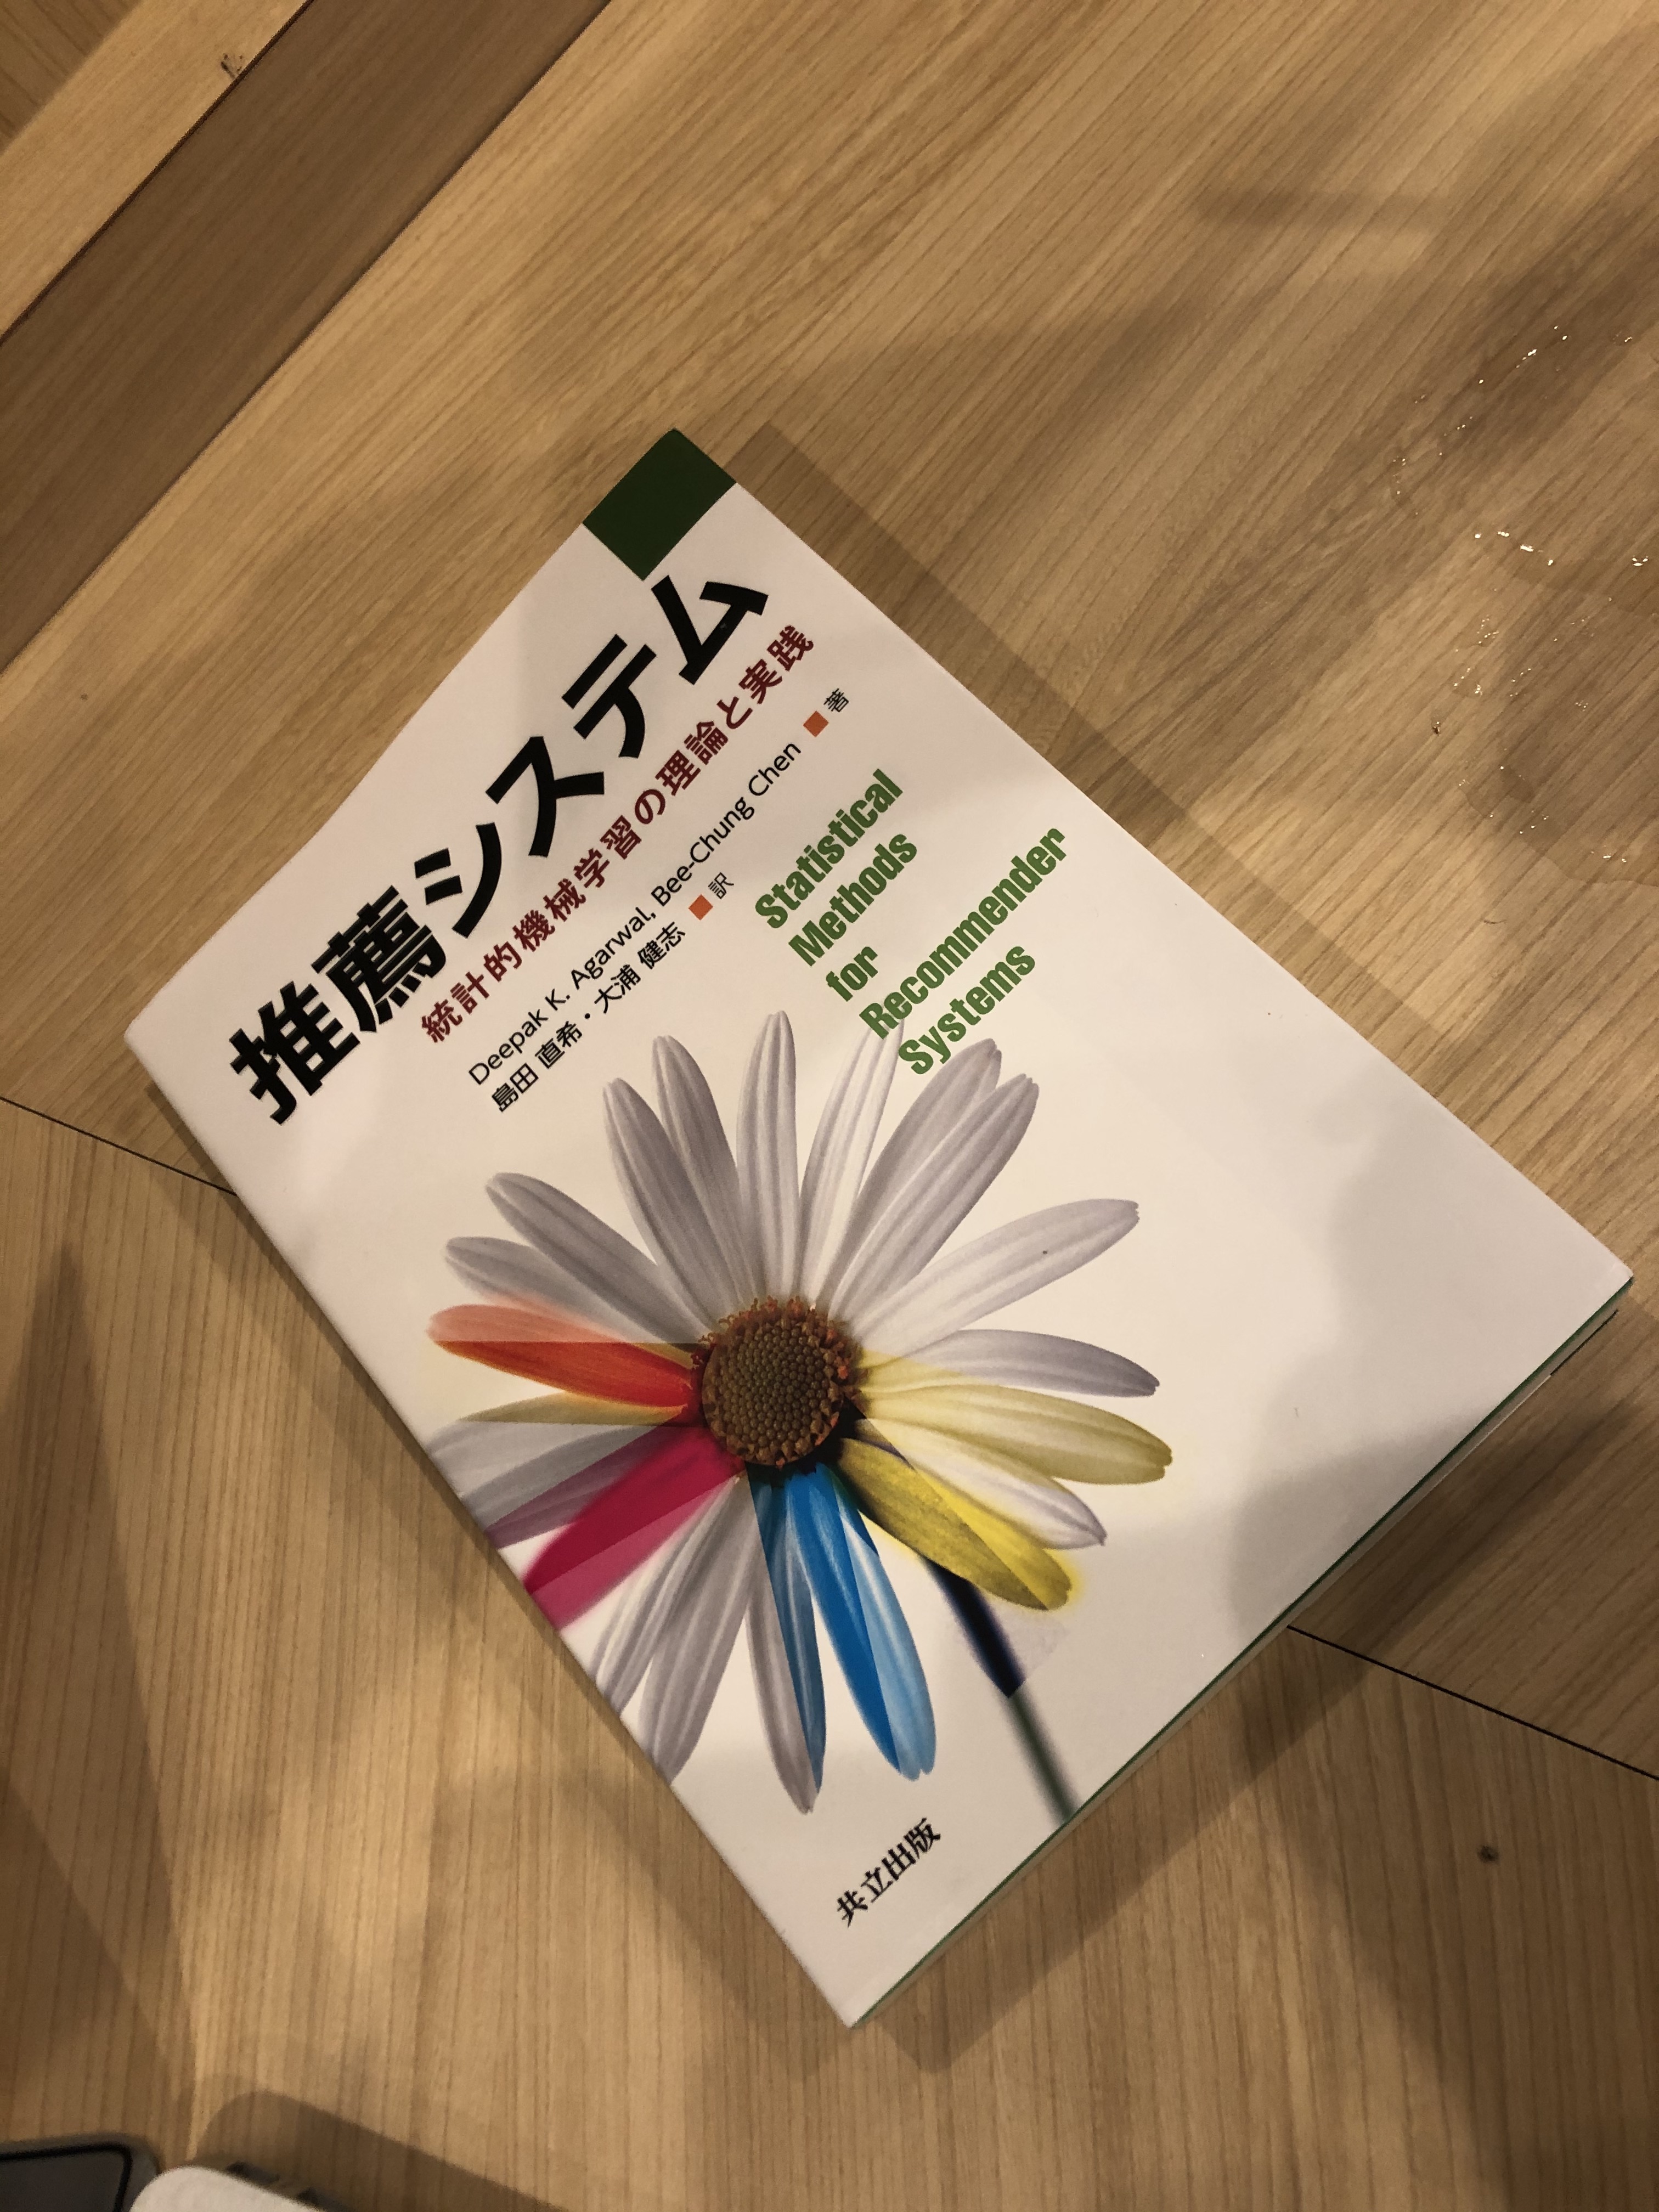 推薦システム
統計的機械学習の理論と実践
Deepak K. Agarwal, Bee-Chung Chen ■ 著
島田 直希・大浦 健志 ■ 訳
Statistical
Methods
for
Recommender
Systems
共立出版